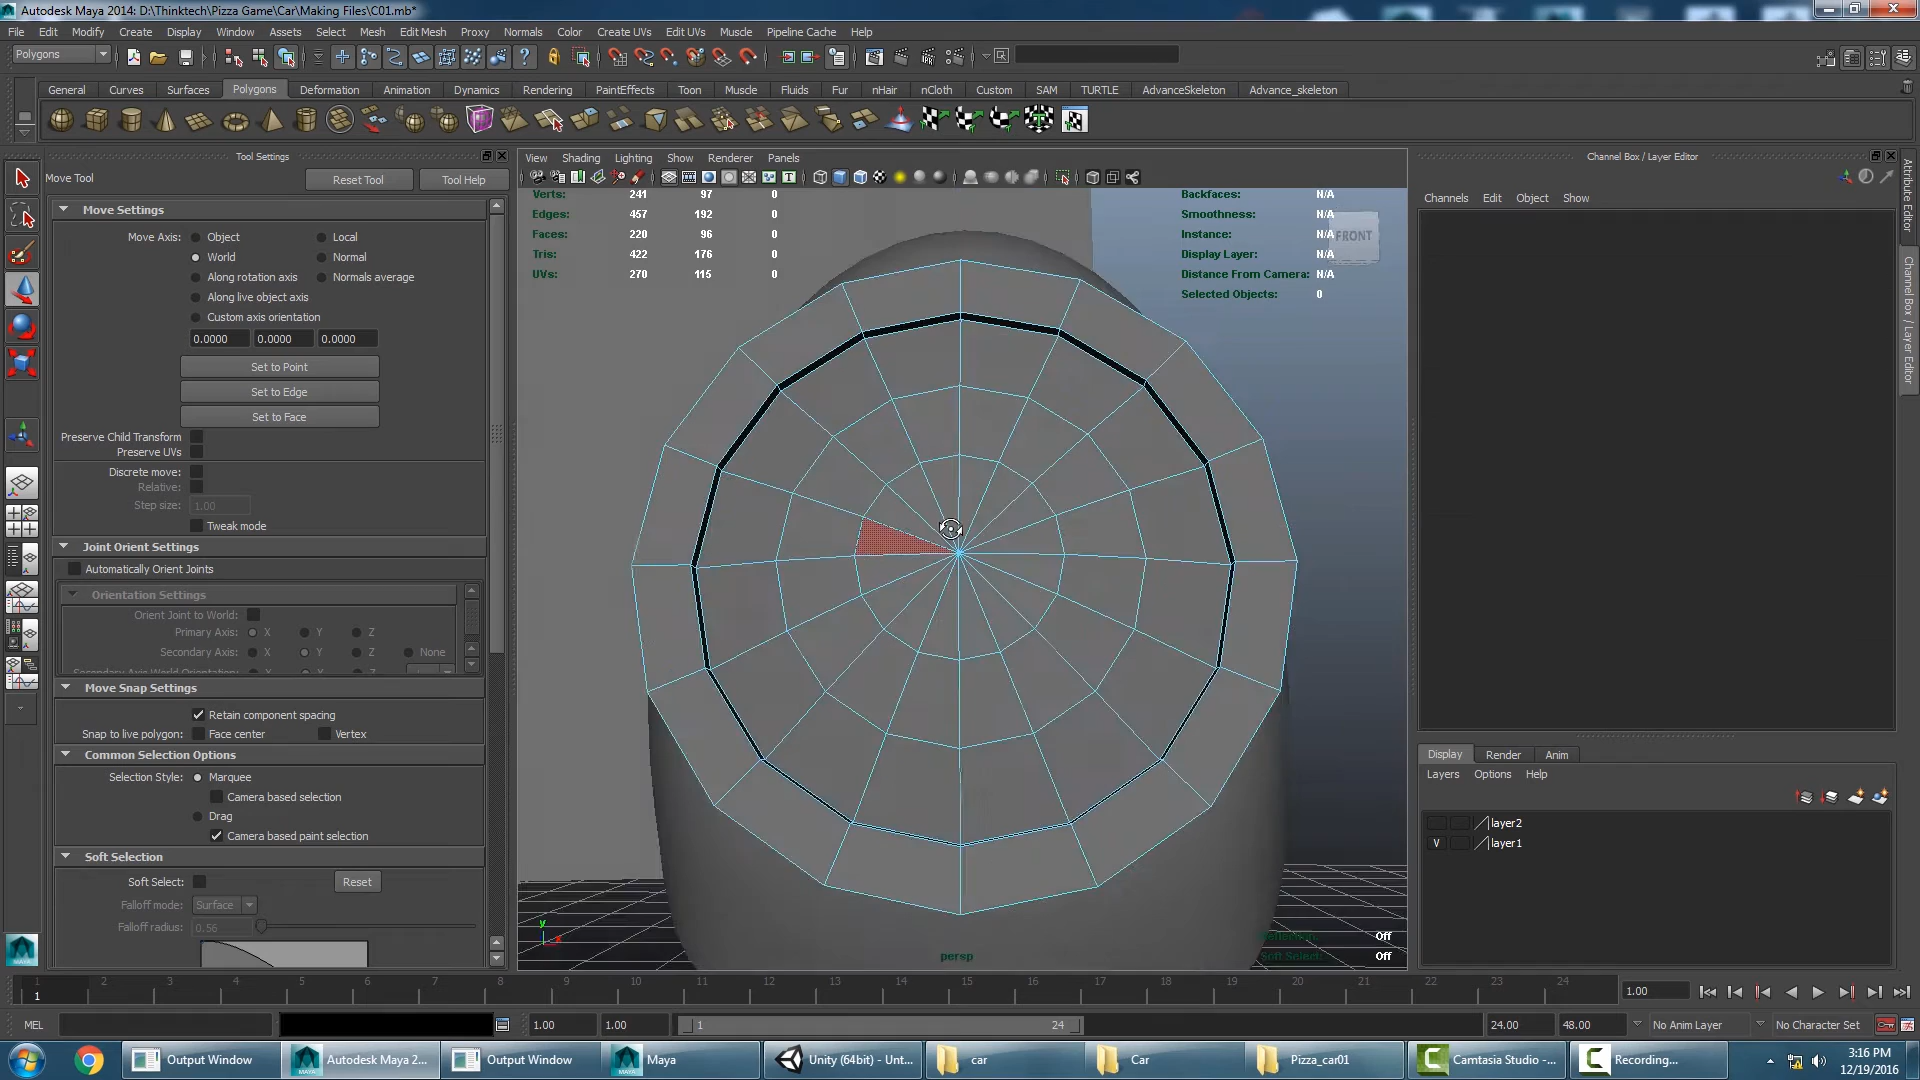 Autodesk Maya 2014: D:\Thinktech\Pizza Game\Car\Making Files\C01.mb*
File Edit Modify Create Display Window Assets Select Mesh Edit Mesh Proxy Normals Color Create UVs Edit UVs Muscle Pipeline Cache Help
Polygons
General Curves Surfaces Polygons Deformation Animation Dynamics Rendering PaintEffects Toon Muscle Fluids Fur nHair nCloth Custom SAM TURTLE AdvanceSkeleton Advance_skeleton
Tool Settings
Move Tool Reset Tool Tool Help
Move Settings
Move Axis: Object Local
World Normal
Along rotation axis Normals average
Along live object axis
Custom axis orientation
0.0000 0.0000 0.0000
Set to Point
Set to Edge
Set to Face
Preserve Child Transform
Preserve UVs
Discrete move:
Relative:
Step size: 1.00
Tweak mode
Joint Orient Settings
Automatically Orient Joints
Orientation Settings
Orient Joint to World:
Primary Axis: X Y Z
Secondary Axis: X Y Z None
Secondary Axis World Orientation:
Move Snap Settings
Retain component spacing
Snap to live polygon: Face center Vertex
Common Selection Options
Selection Style: Marquee
Camera based selection
Drag
Camera based paint selection
Soft Selection
Soft Select: Reset
Falloff mode: Surface
Falloff radius: 0.56
View Shading Lighting Show Renderer Panels
Verts: 241 97 0
Edges: 457 192 0
Faces: 220 96 0
Tris: 422 176 0
UVs: 270 115 0
Backfaces: N/A
Smoothness: N/A
Instance: N/A
Display Layer: N/A
Distance From Camera: N/A
Selected Objects: 0
FRONT
y
x
persp
Off
Soft Select: Off
Channel Box / Layer Editor
Channels Edit Object Show
Attribute Editor
Channel Box / Layer Editor
Display Render Anim
Layers Options Help
layer2
V layer1
1 2 3 4 5 6 7 8 9 10 11 12 13 14 15 16 17 18 19 20 21 22 23 24
1
1.00
MEL 1.00 1.00 1 24 24.00 48.00 No Anim Layer No Character Set
Output Window Autodesk Maya 2... Output Window Maya Unity (64bit) - Unt... car Car Pizza_car01 Camtasia Studio -... Recording...
3:16 PM
12/19/2016